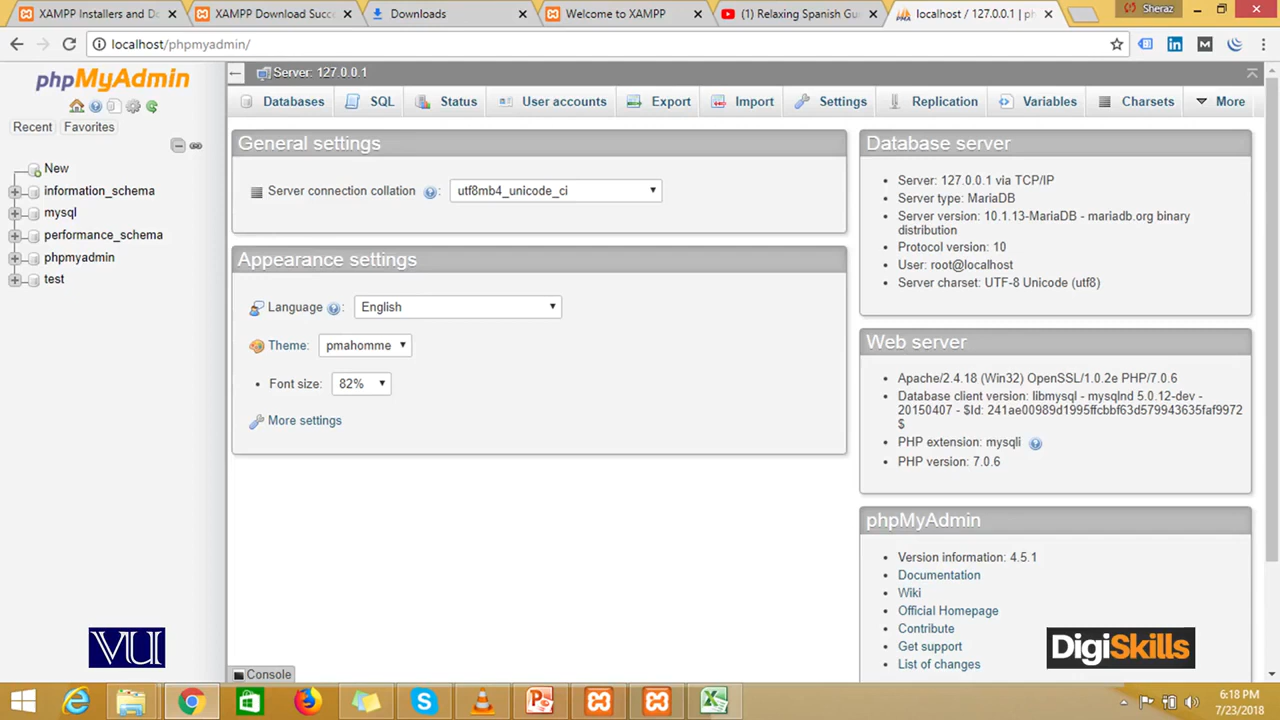 XAMPP Installers and Do
XAMPP Download Succe
Downloads
Welcome to XAMPP
(1) Relaxing Spanish Gui
localhost / 127.0.0.1 | ph
Sheraz
localhost/phpmyadmin/
phpMyAdmin
Recent
Favorites
New
information_schema
mysql
performance_schema
phpmyadmin
test
Server: 127.0.0.1
Databases
SQL
Status
User accounts
Export
Import
Settings
Replication
Variables
Charsets
More
General settings
Server connection collation :
utf8mb4_unicode_ci
Appearance settings
Language :
English
Theme:
pmahomme
Font size:
82%
More settings
Database server
Server: 127.0.0.1 via TCP/IP
Server type: MariaDB
Server version: 10.1.13-MariaDB - mariadb.org binary
distribution
Protocol version: 10
User: root@localhost
Server charset: UTF-8 Unicode (utf8)
Web server
Apache/2.4.18 (Win32) OpenSSL/1.0.2e PHP/7.0.6
Database client version: libmysql - mysqlnd 5.0.12-dev -
20150407 - $Id: 241ae00989d1995ffcbbf63d579943635faf9972
$
PHP extension: mysqli
PHP version: 7.0.6
phpMyAdmin
Version information: 4.5.1
Documentation
Wiki
Official Homepage
Contribute
Get support
List of changes
Console
VU
DigiSkills
6:18 PM
7/23/2018